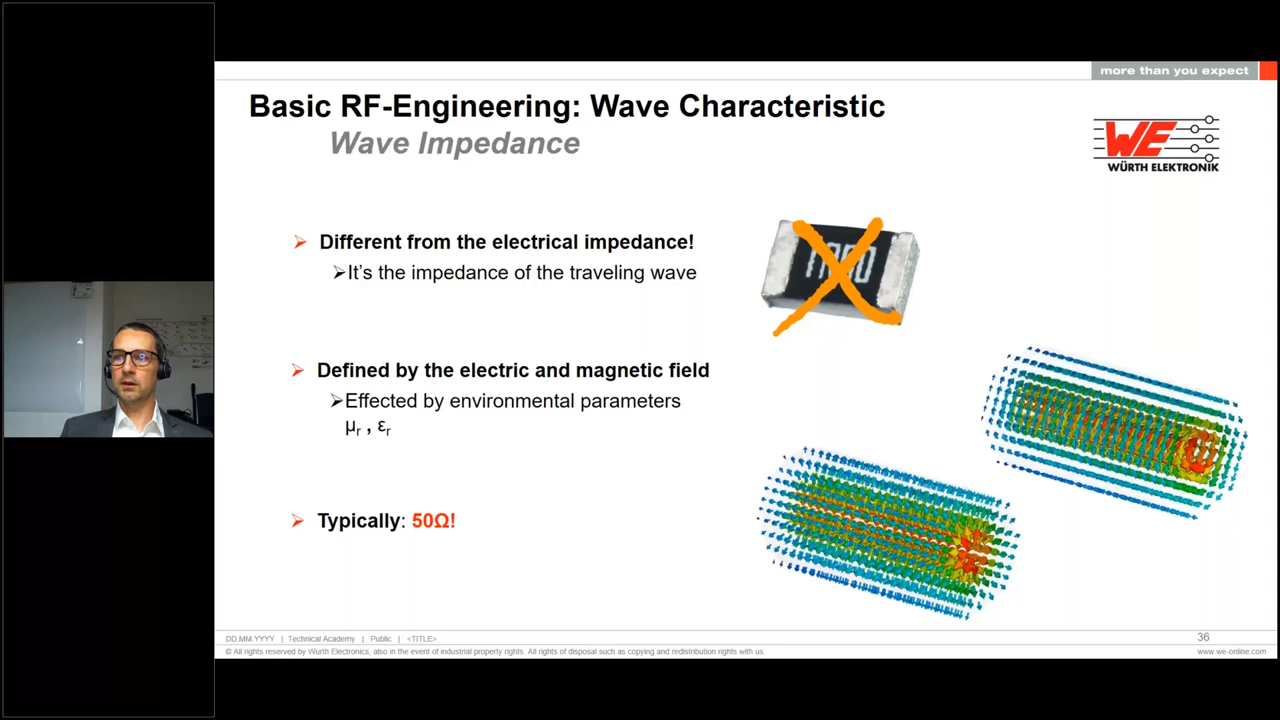 more than you expect
Basic RF-Engineering: Wave Characteristic
Wave Impedance
WE
WÜRTH ELEKTRONIK
Different from the electrical impedance!
It's the impedance of the traveling wave
Defined by the electric and magnetic field
Effected by environmental parameters
μr , εr
Typically: 50Ω!
DD.MM.YYYY | Technical Academy | Public | <TITLE>
36
© All rights reserved by Wurth Electronics, also in the event of industrial property rights. All rights of disposal such as copying and redistribution rights with us.
www.we-online.com